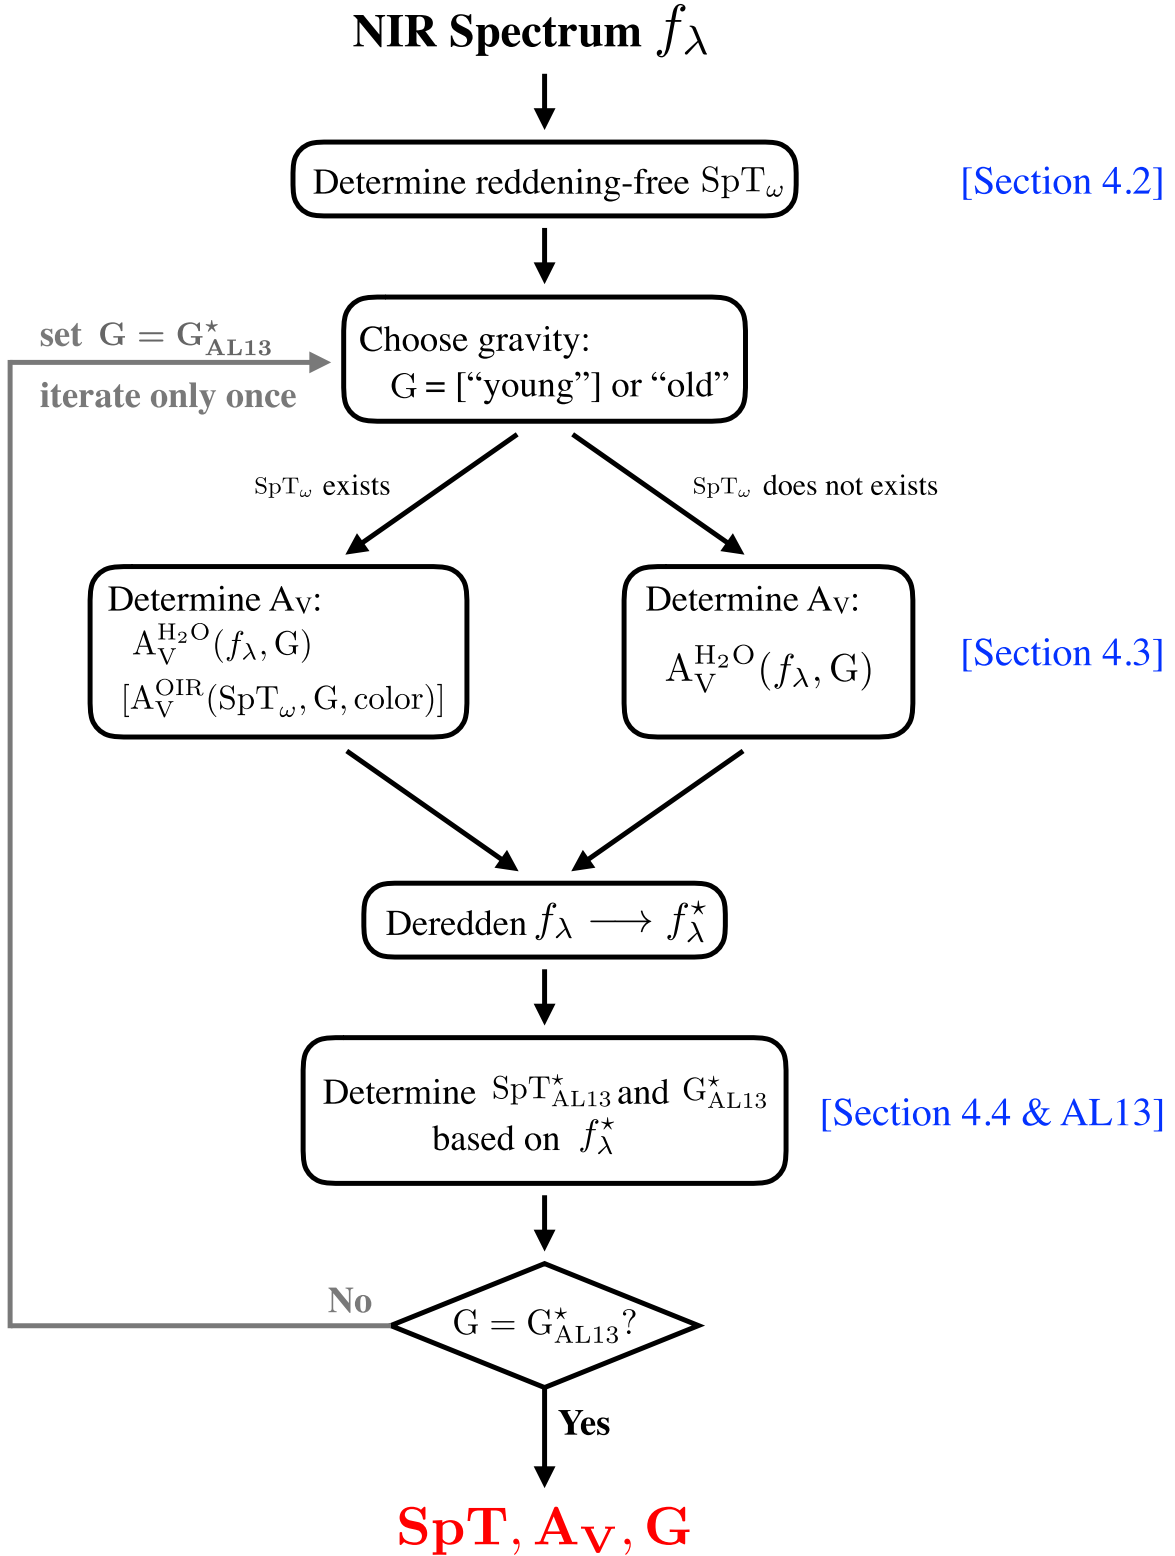 NIR Spectrum f_λ
Determine reddening-free SpT_ω
[Section 4.2]
set G = G^⋆_AL13
iterate only once
Choose gravity:
G = [“young”] or “old”
SpT_ω exists
SpT_ω does not exists
Determine A_V:
A_V^H₂O(f_λ, G)
[A_V^OIR(SpT_ω, G, color)]
Determine A_V:
A_V^H₂O(f_λ, G)
[Section 4.3]
Deredden f_λ ⟶ f_λ^⋆
Determine SpT^⋆_AL13 and G^⋆_AL13
based on f_λ^⋆
[Section 4.4 & AL13]
No
G = G^⋆_AL13?
Yes
SpT, A_V, G